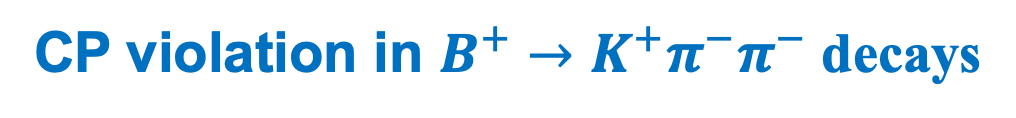 CP violation in B⁺ → K⁺π⁻π⁻ decays